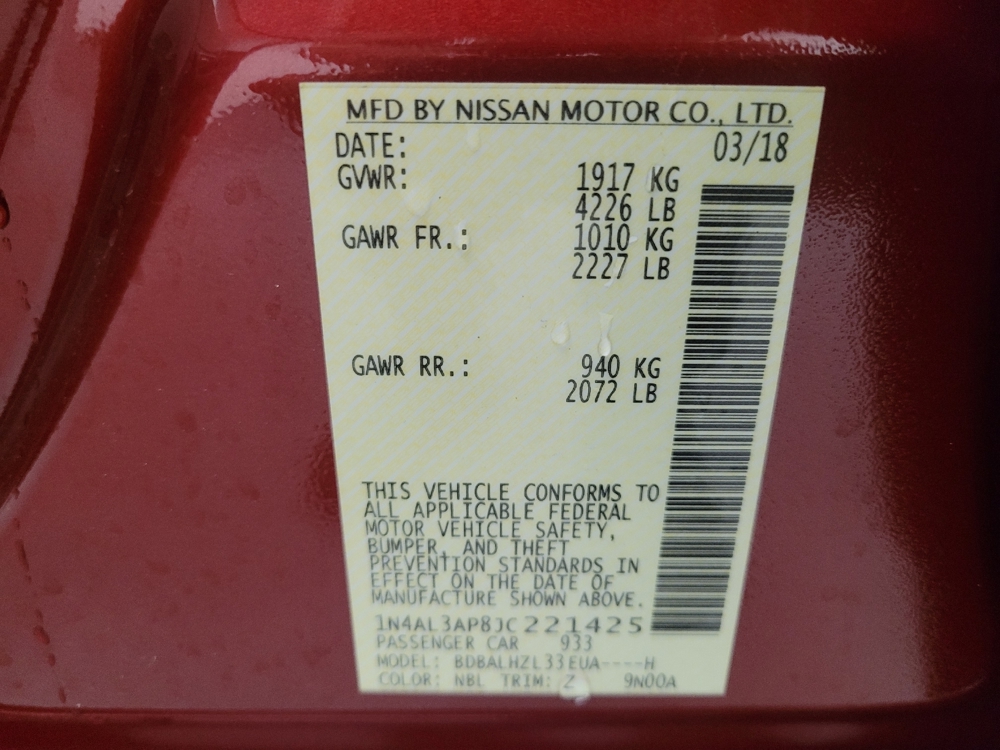 MFD BY NISSAN MOTOR CO., LTD.
DATE: 03/18
GVWR: 1917 KG
4226 LB
GAWR FR.: 1010 KG
2227 LB
GAWR RR.: 940 KG
2072 LB
THIS VEHICLE CONFORMS TO
ALL APPLICABLE FEDERAL
MOTOR VEHICLE SAFETY,
BUMPER, AND THEFT
PREVENTION STANDARDS IN
EFFECT ON THE DATE OF
MANUFACTURE SHOWN ABOVE.
1N4AL3AP8JC221425
PASSENGER CAR 933
MODEL: BDBALHZL33EUA----H
COLOR: NBL TRIM: Z 9N00A